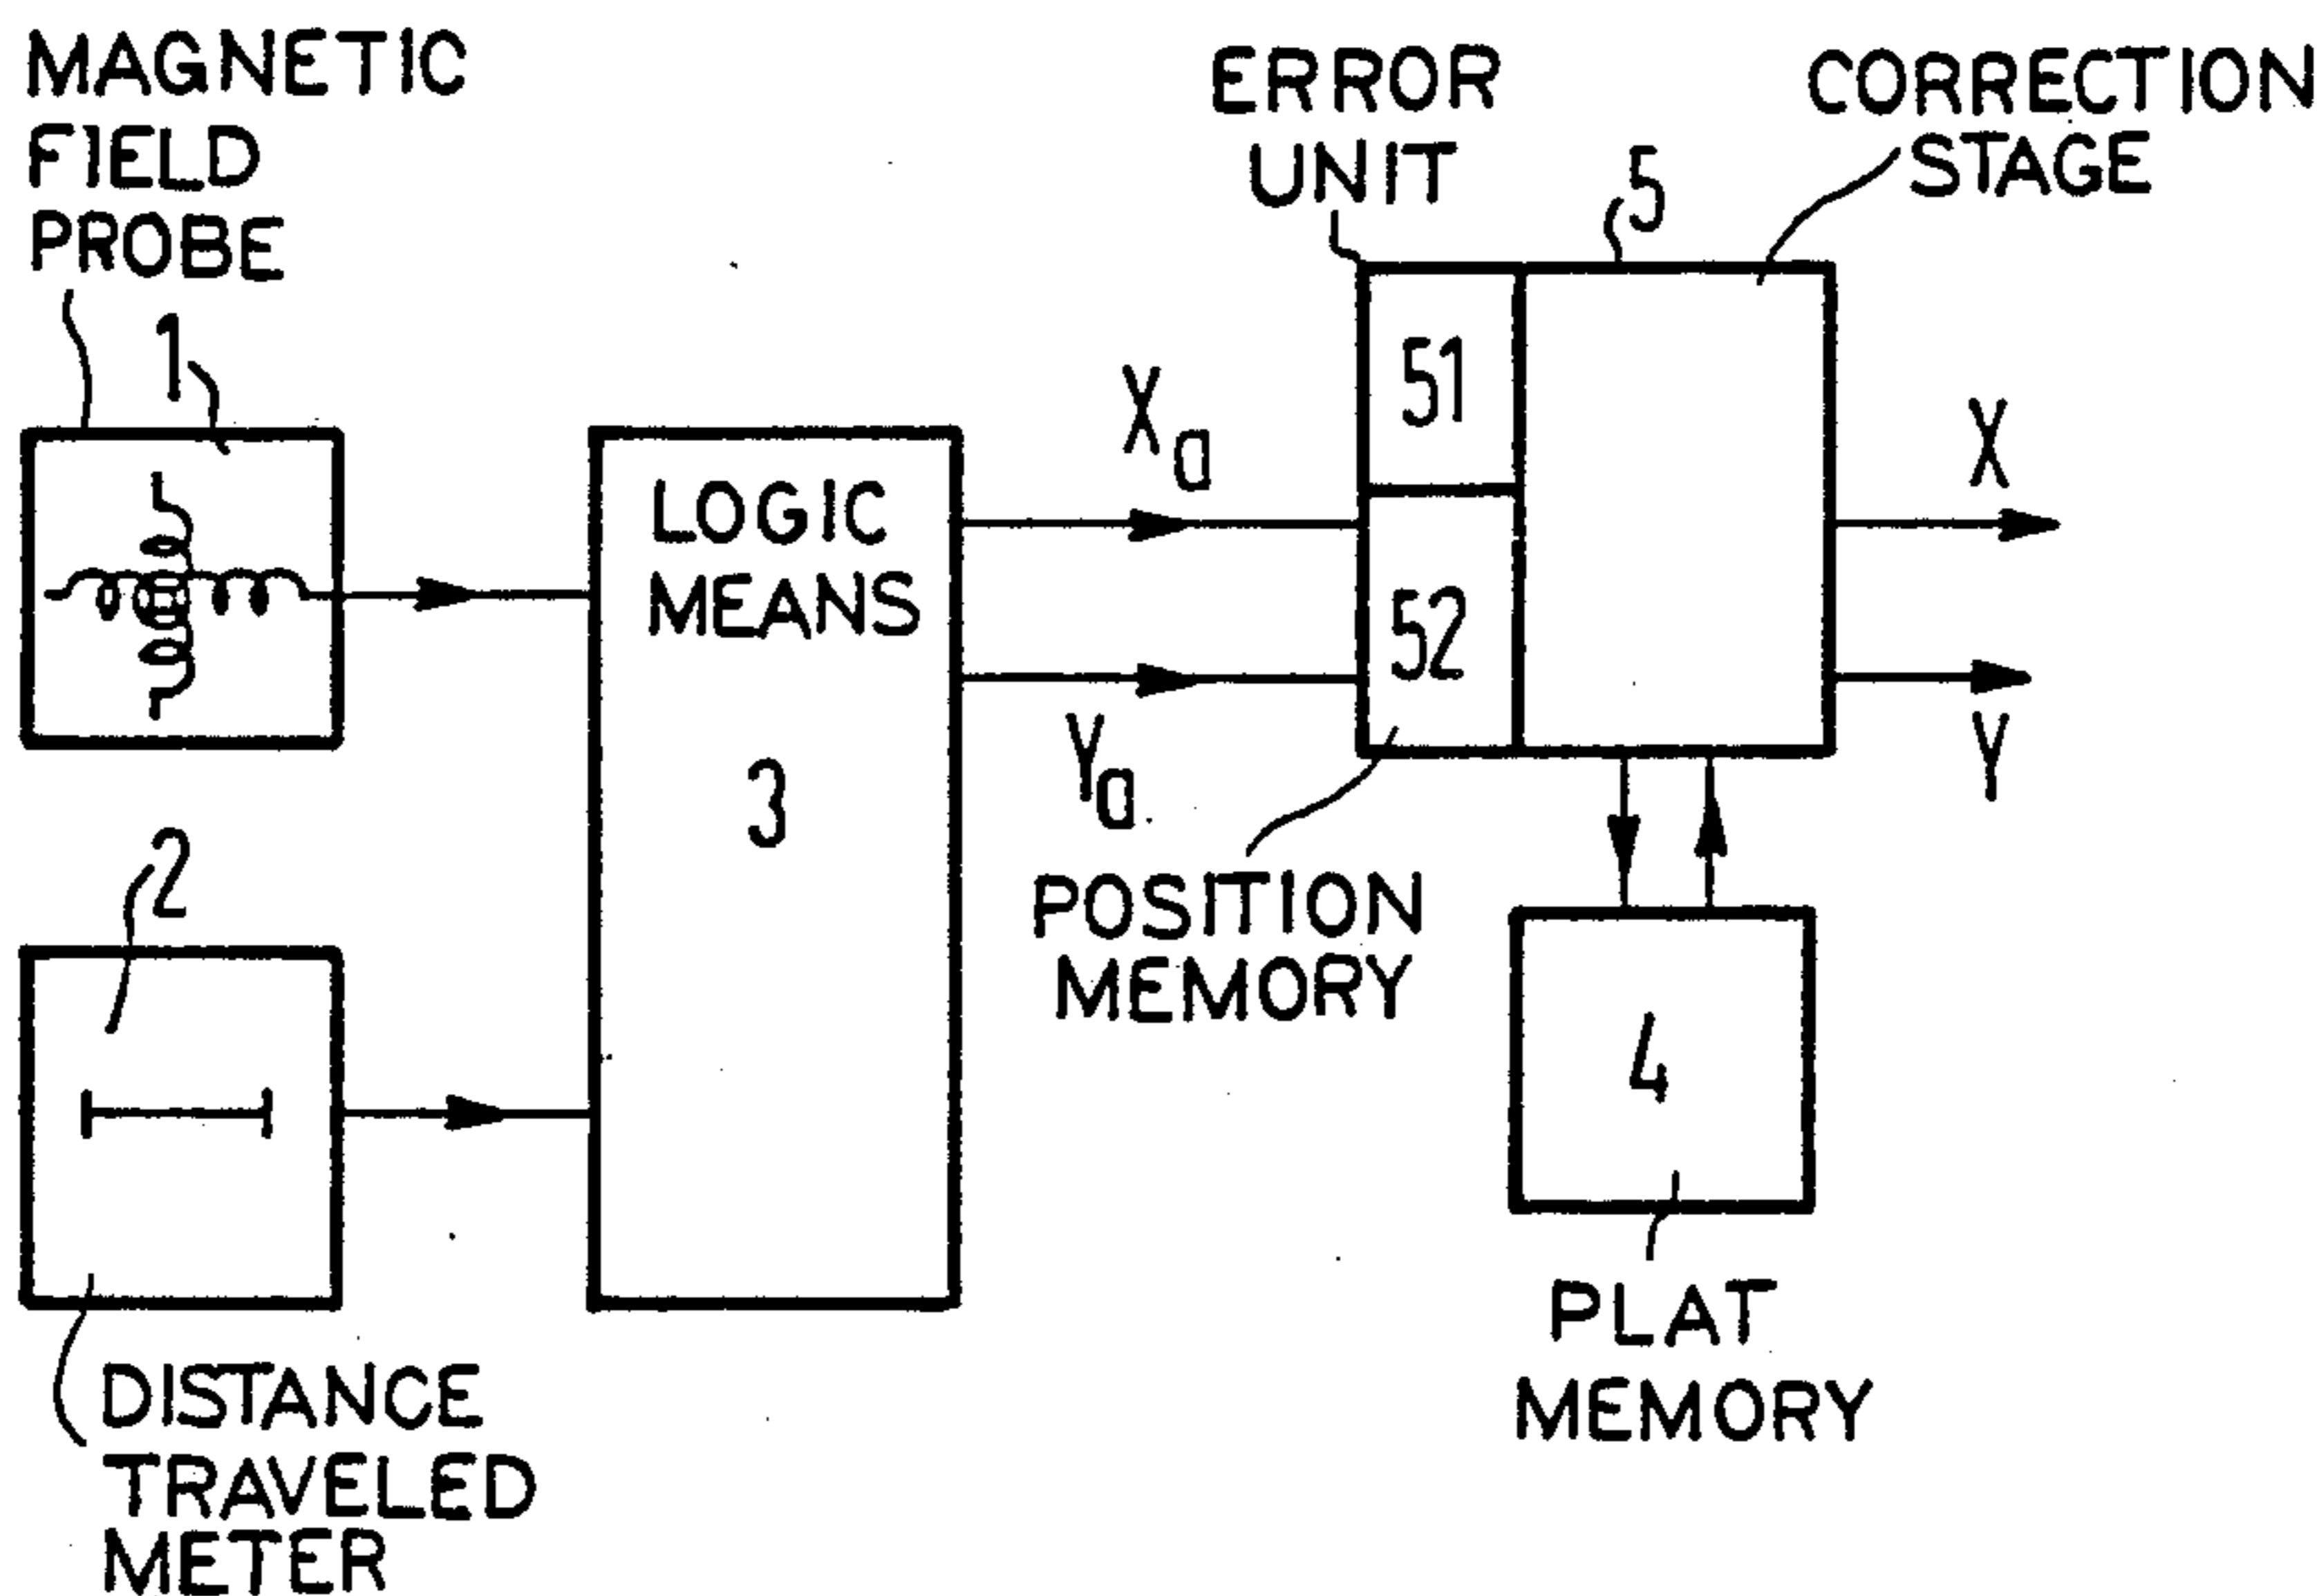 MAGNETIC
FIELD
PROBE
1
2
DISTANCE
TRAVELED
METER
LOGIC
MEANS
3
Xa
Ya
ERROR
UNIT
5
CORRECTION
STAGE
51
52
POSITION
MEMORY
X
Y
4
PLAT
MEMORY